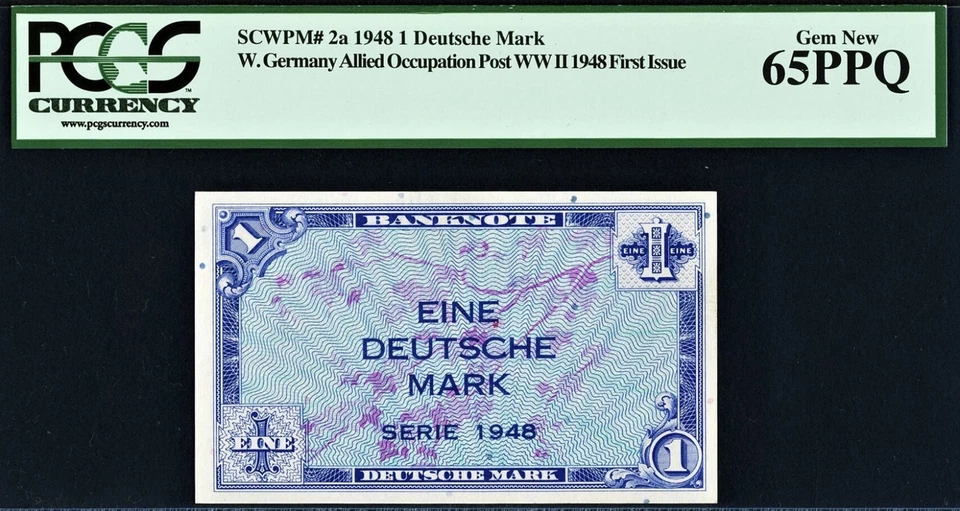 PCGS
CURRENCY
™
www.pcgscurrency.com
SCWPM# 2a 1948 1 Deutsche Mark
W. Germany Allied Occupation Post WW II 1948 First Issue
Gem New
65PPQ
1
BANKNOTE
EINE 1 EINE
EINE
DEUTSCHE
MARK
SERIE 1948
EINE
1
DEUTSCHE MARK
1